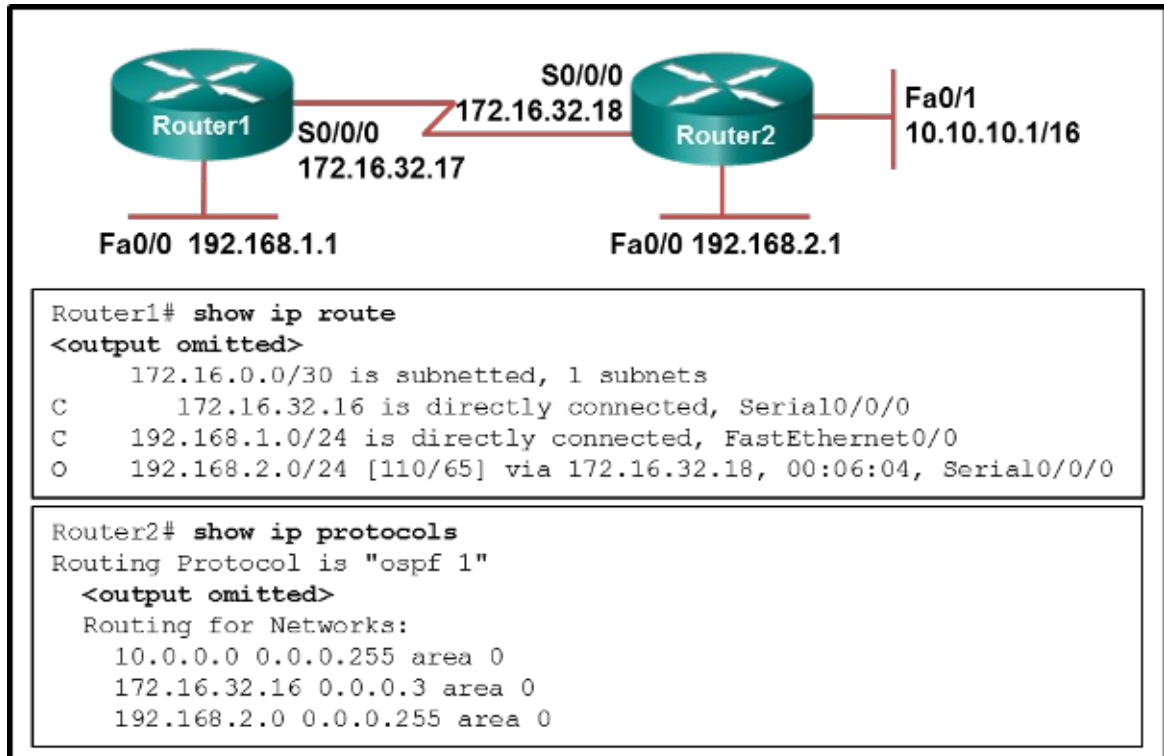 S0/0/0
172.16.32.18
Router1
S0/0/0
172.16.32.17
Router2
Fa0/1
10.10.10.1/16
Fa0/0 192.168.1.1
Fa0/0 192.168.2.1
Router1# show ip route
<output omitted>
172.16.0.0/30 is subnetted, 1 subnets
C 172.16.32.16 is directly connected, Serial0/0/0
C 192.168.1.0/24 is directly connected, FastEthernet0/0
O 192.168.2.0/24 [110/65] via 172.16.32.18, 00:06:04, Serial0/0/0
Router2# show ip protocols
Routing Protocol is "ospf 1"
<output omitted>
Routing for Networks:
10.0.0.0 0.0.0.255 area 0
172.16.32.16 0.0.0.3 area 0
192.168.2.0 0.0.0.255 area 0